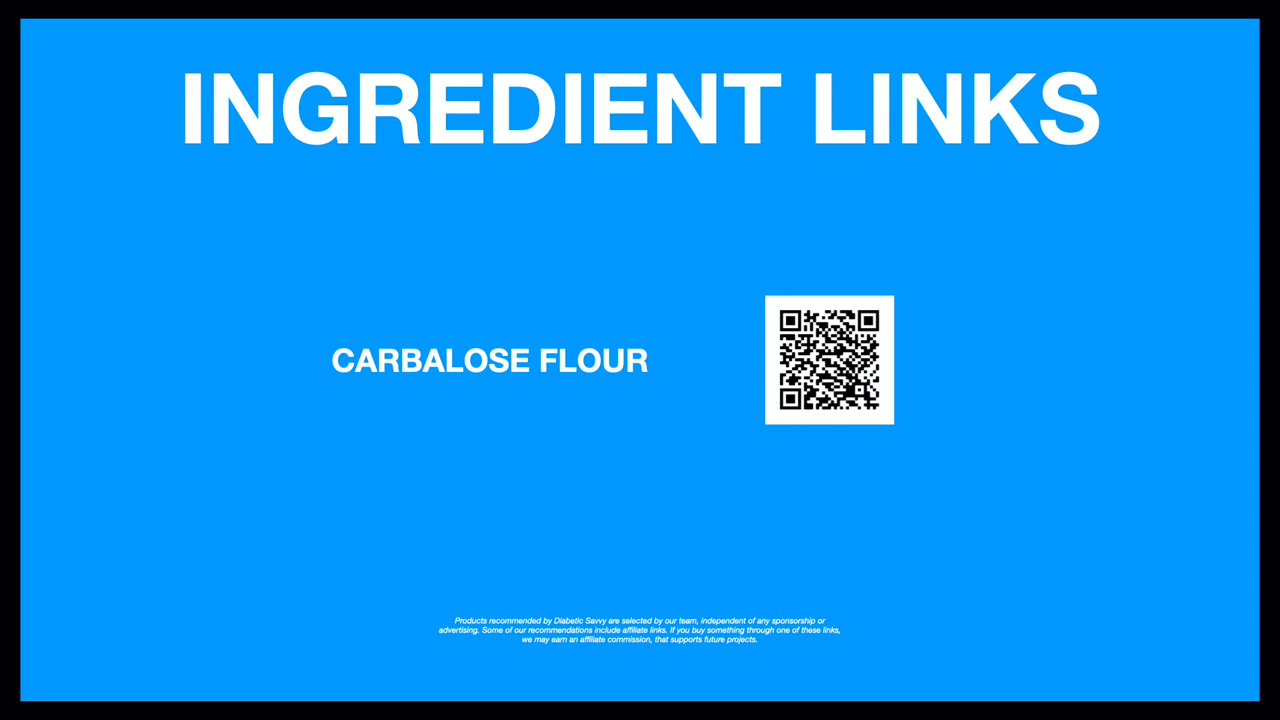 INGREDIENT LINKS
CARBALOSE FLOUR
Products recommended by Diabetic Savvy are selected by our team, independent of any sponsorship or
advertising. Some of our recommendations include affiliate links. If you buy something through one of these links,
we may earn an affiliate commission, that supports future projects.